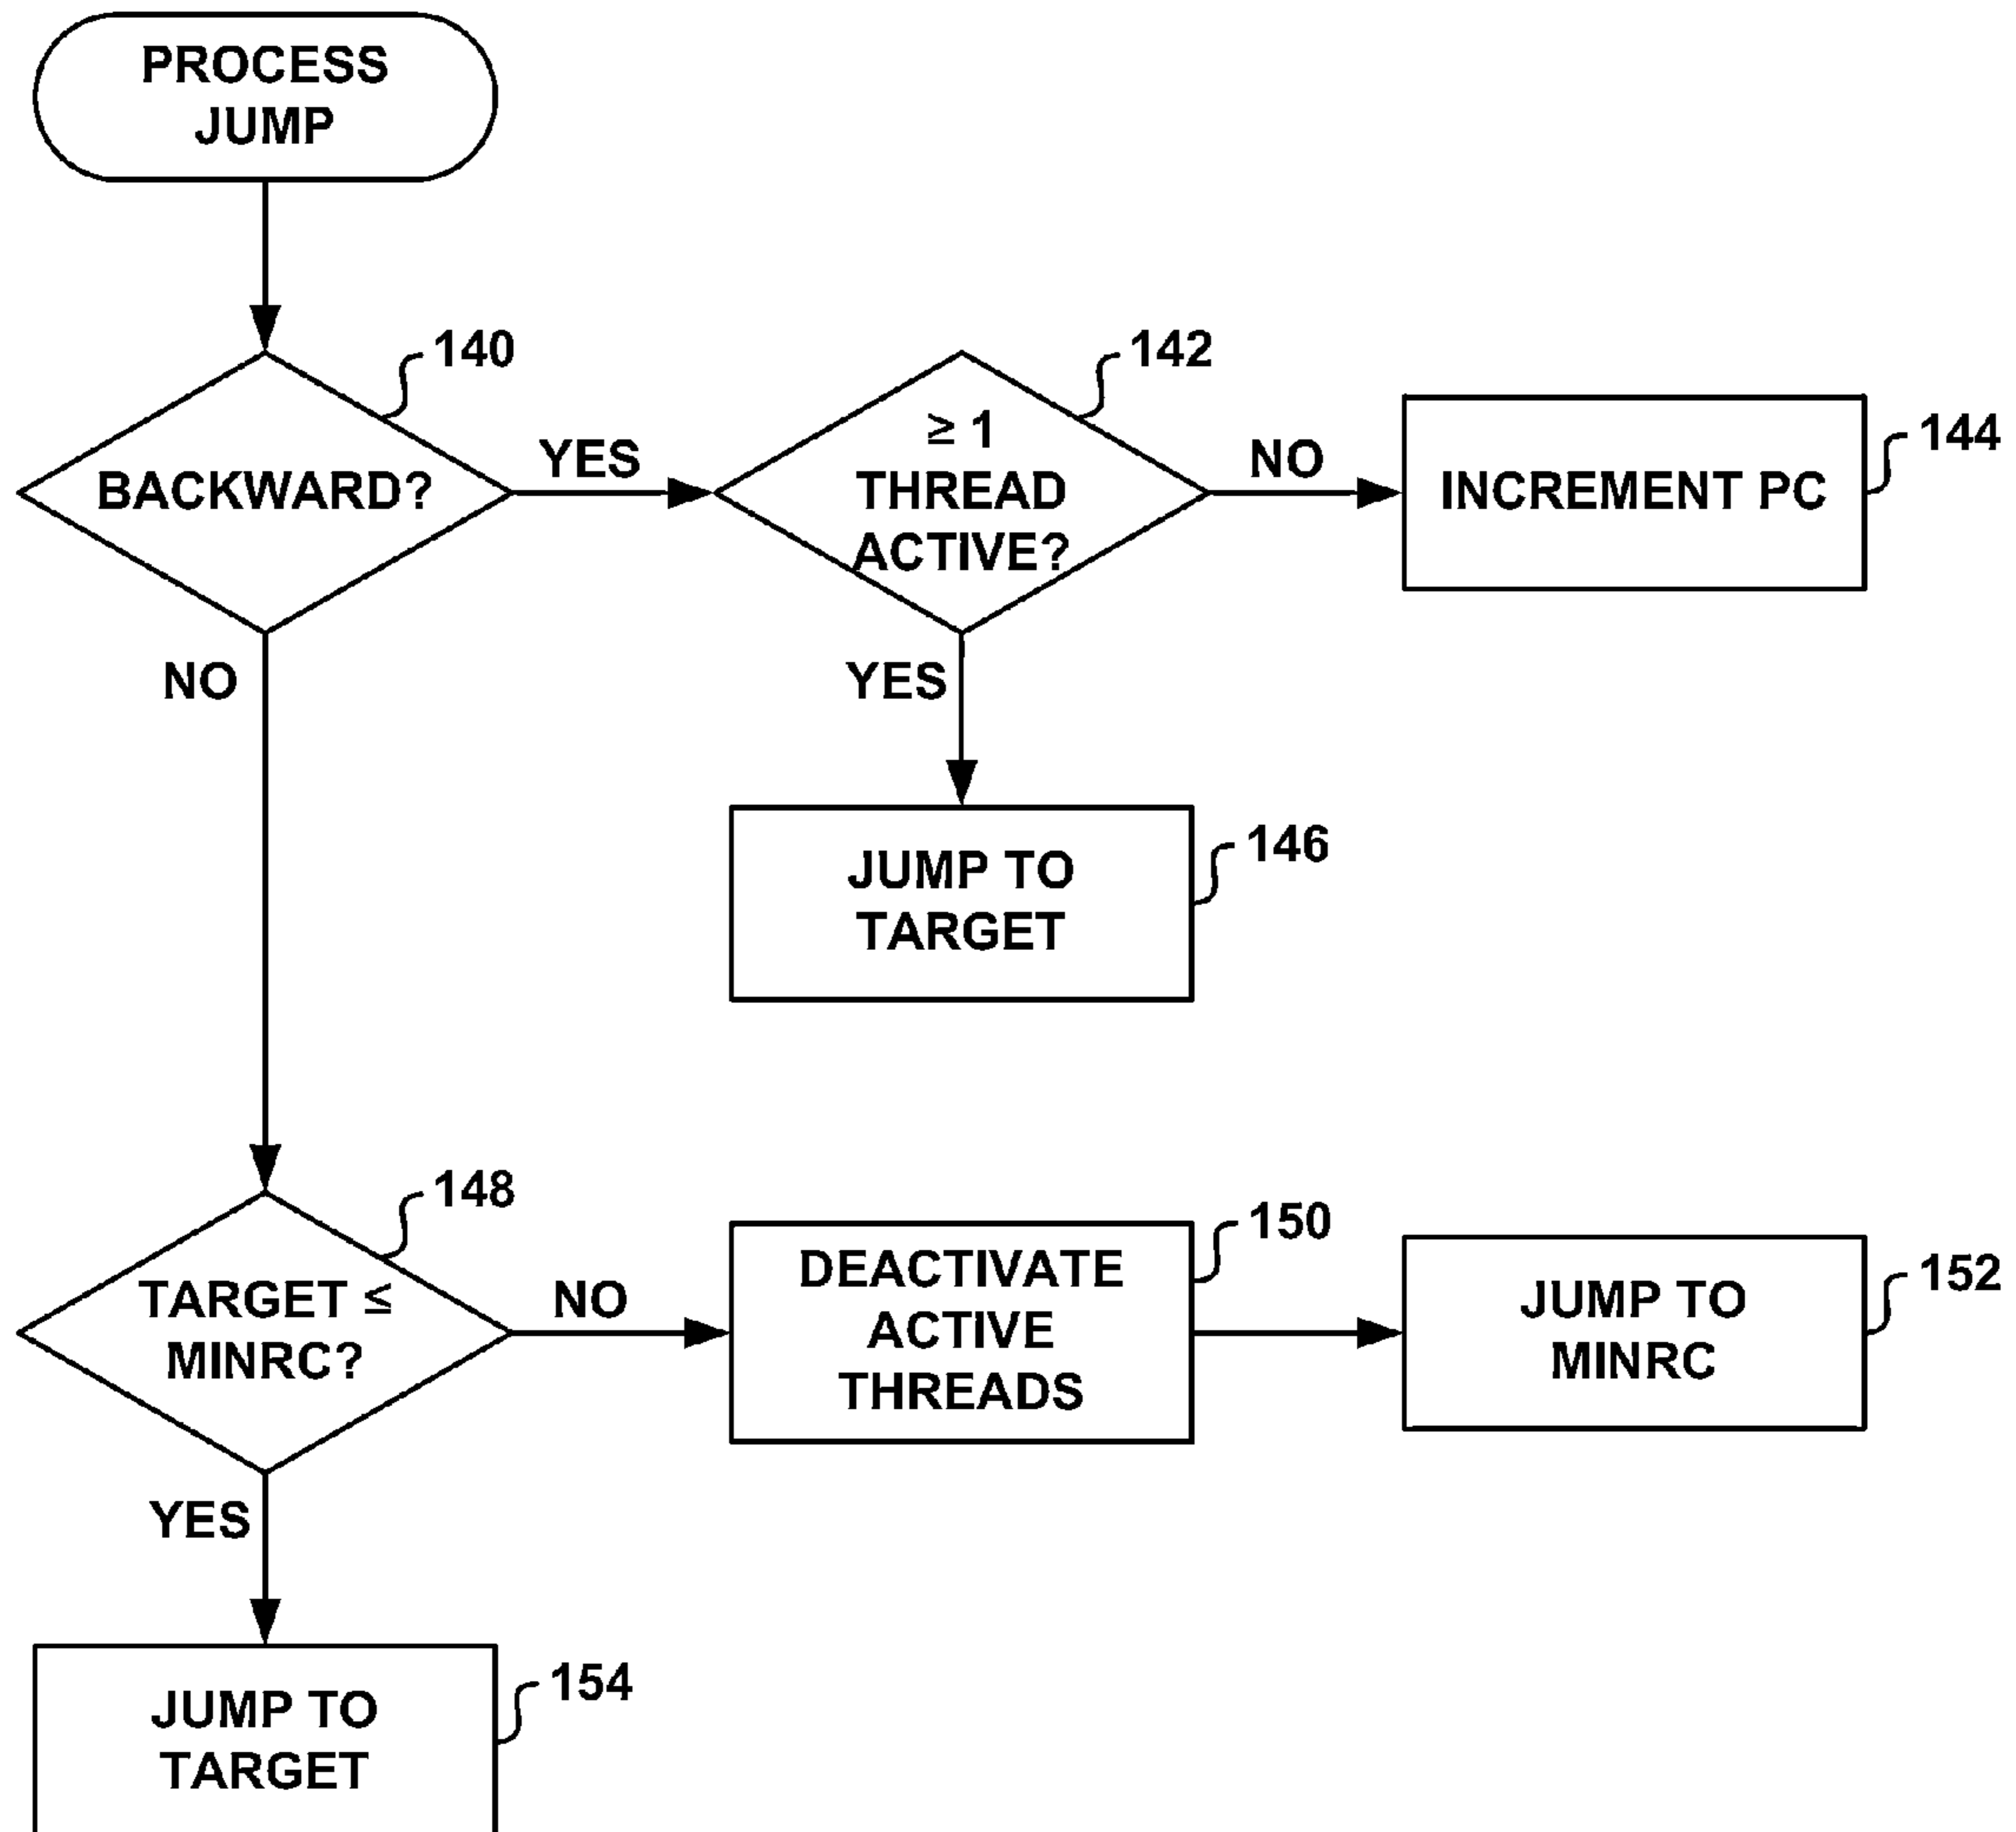 PROCESS
JUMP
140
BACKWARD?
YES
142
≥ 1
THREAD
ACTIVE?
NO
144
INCREMENT PC
NO
YES
146
JUMP TO
TARGET
148
TARGET ≤
MINRC?
NO
150
DEACTIVATE
ACTIVE
THREADS
152
JUMP TO
MINRC
YES
154
JUMP TO
TARGET